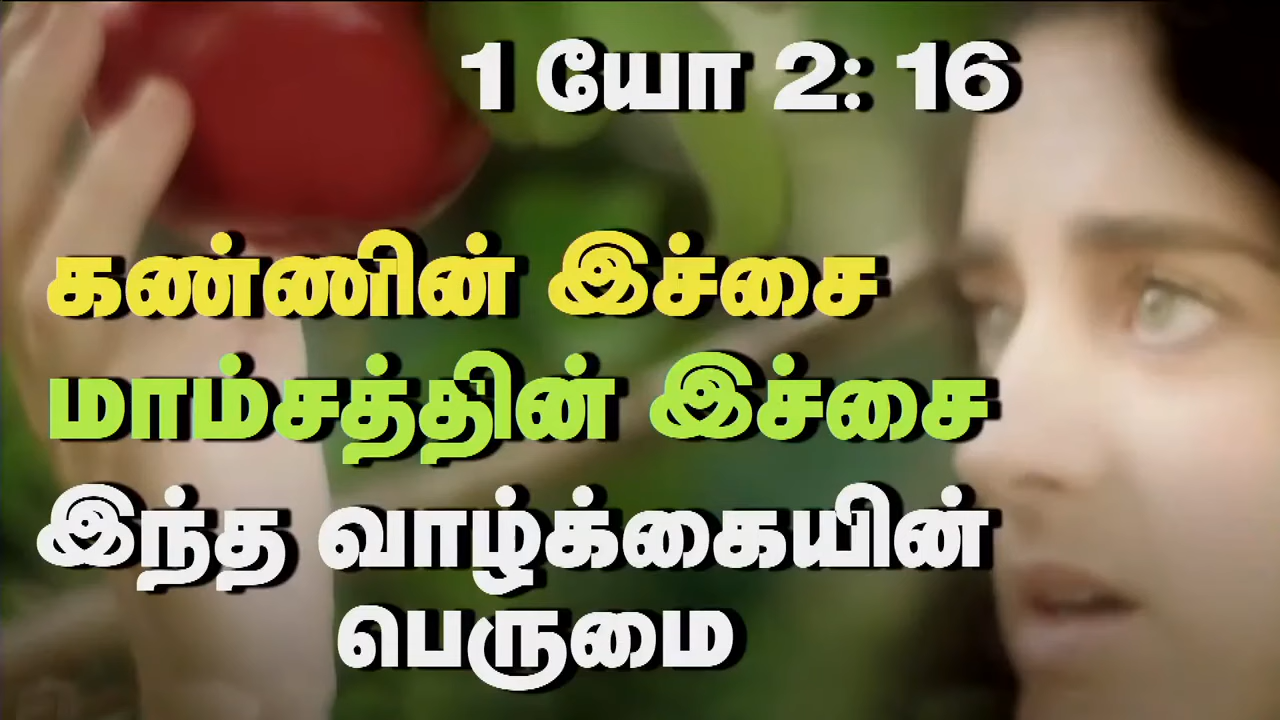 1 யோ 2: 16
கண்ணின் இச்சை
மாம்சத்தின் இச்சை
இந்த வாழ்க்கையின்
பெருமை